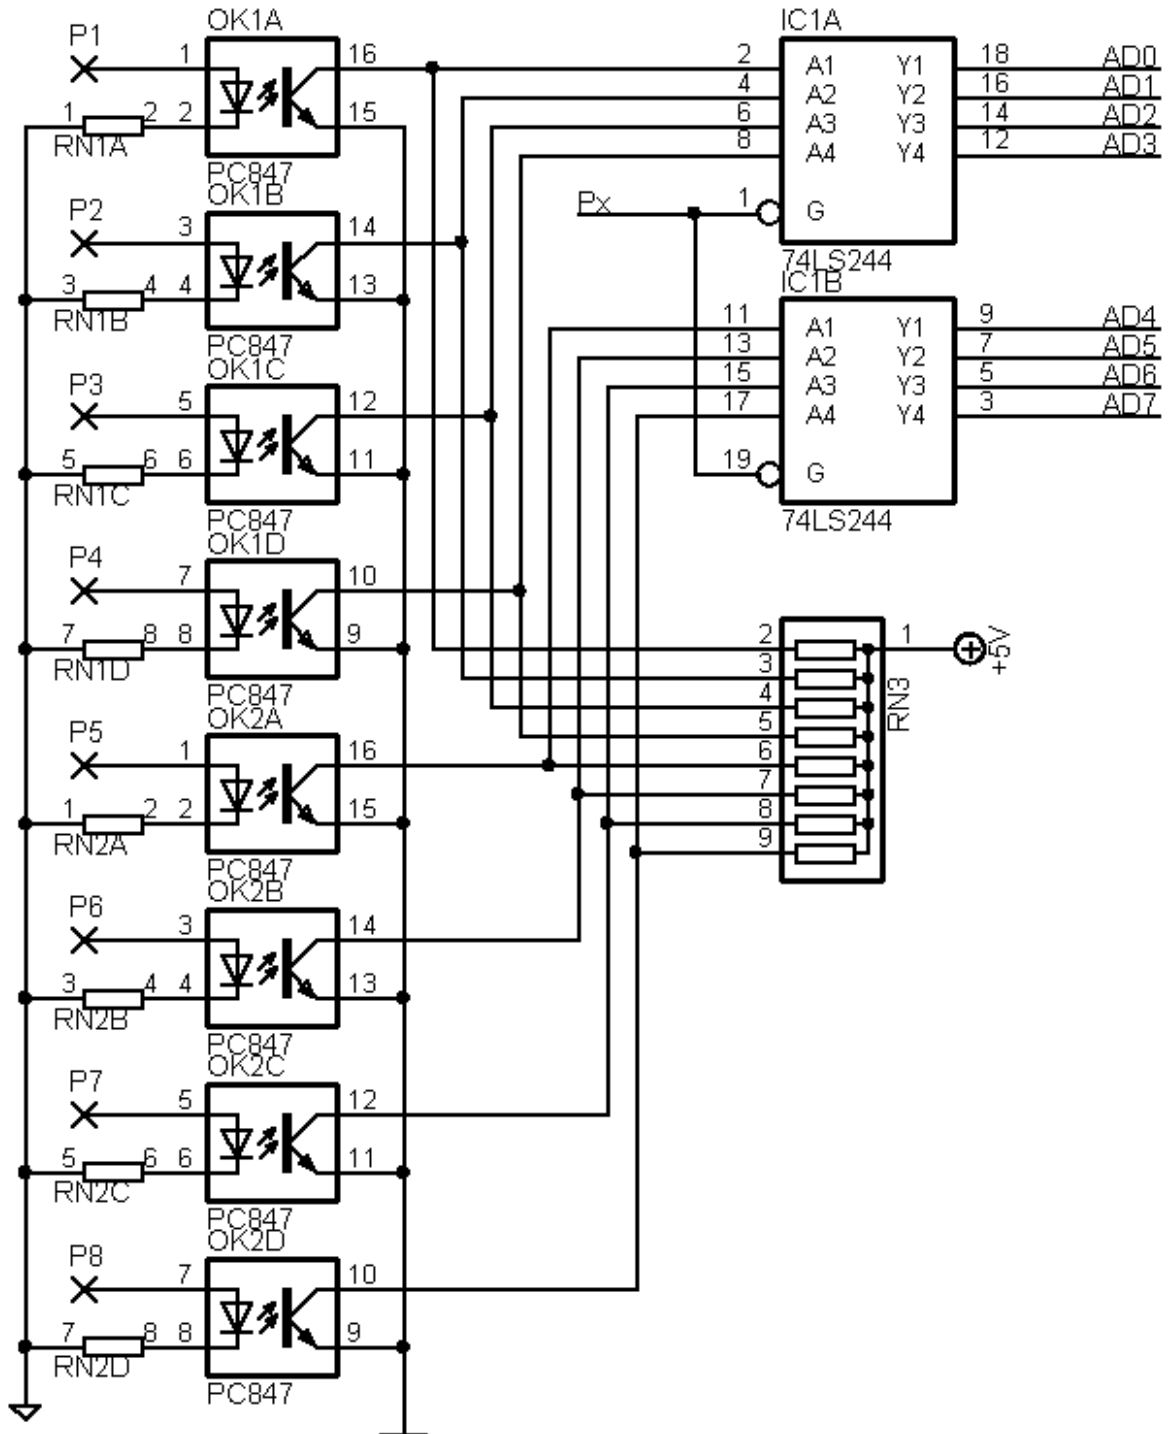 OK1A
P1
1
16
1
2
2
15
RN1A
PC847
OK1B
P2
3
14
3
4
4
13
RN1B
PC847
OK1C
P3
5
12
5
6
6
11
RN1C
PC847
OK1D
P4
7
10
7
8
8
9
RN1D
PC847
OK2A
P5
1
16
1
2
2
15
RN2A
PC847
OK2B
P6
3
14
3
4
4
13
RN2B
PC847
OK2C
P7
5
12
5
6
6
11
RN2C
PC847
OK2D
P8
7
10
7
8
8
9
RN2D
PC847
IC1A
2 A1 Y1 18 AD0
4 A2 Y2 16 AD1
6 A3 Y3 14 AD2
8 A4 Y4 12 AD3
Px 1 G
74LS244
IC1B
11 A1 Y1 9 AD4
13 A2 Y2 7 AD5
15 A3 Y3 5 AD6
17 A4 Y4 3 AD7
19 G
74LS244
2
3
4
5
6
7
8
9
1
+5V
RN3